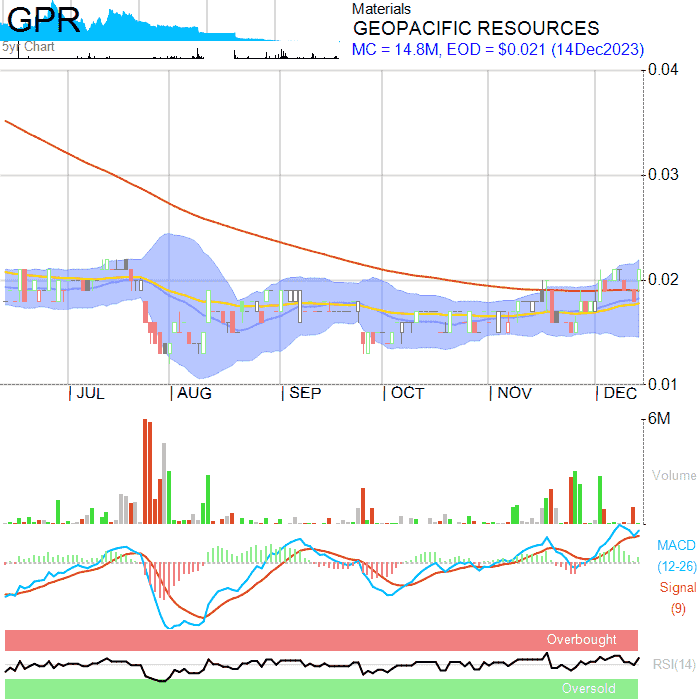 GPR
5yr Chart
Materials
GEOPACIFIC RESOURCES
MC = 14.8M, EOD = $0.021 (14Dec2023)
0.04
0.03
0.02
0.01
JUL
AUG
SEP
OCT
NOV
DEC
6M
Volume
MACD
(12-26)
Signal
(9)
Overbought
RSI(14)
Oversold